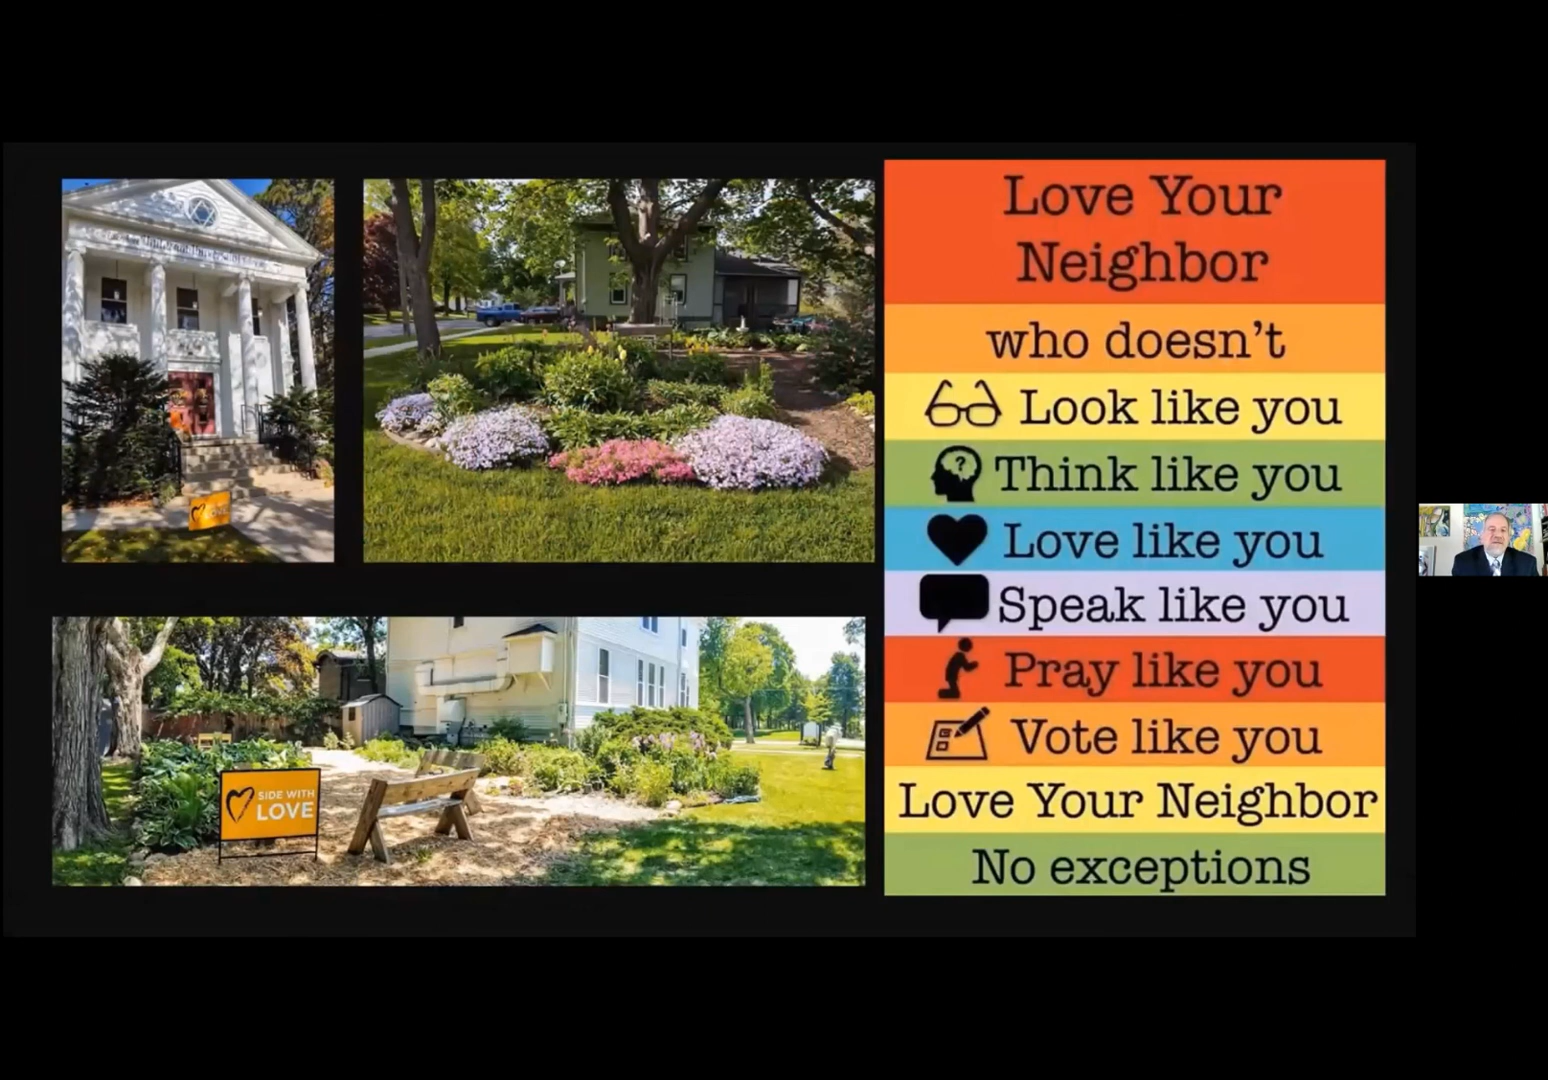 SIDE WITH
LOVE
Love Your
Neighbor
who doesn't
Look like you
?
Think like you
Love like you
Speak like you
Pray like you
Vote like you
Love Your Neighbor
No exceptions